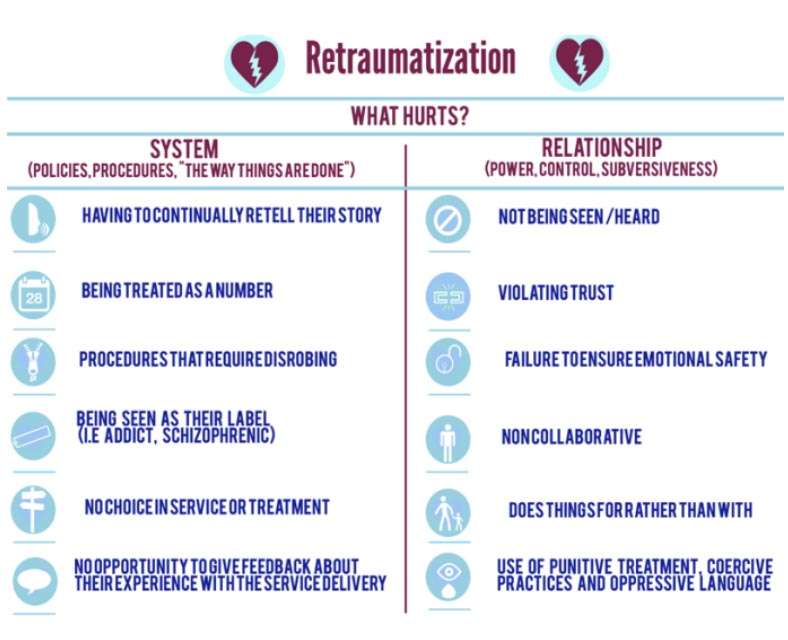 Retraumatization
WHAT HURTS?
SYSTEM
(POLICIES, PROCEDURES, "THE WAY THINGS ARE DONE")
HAVING TO CONTINUALLY RETELL THEIR STORY
28
BEING TREATED AS A NUMBER
PROCEDURES THAT REQUIRE DISROBING
BEING SEEN AS THEIR LABEL
(I.E ADDICT, SCHIZOPHRENIC)
NO CHOICE IN SERVICE OR TREATMENT
NO OPPORTUNITY TO GIVE FEEDBACK ABOUT
THEIR EXPERIENCE WITH THE SERVICE DELIVERY
RELATIONSHIP
(POWER, CONTROL, SUBVERSIVENESS)
NOT BEING SEEN / HEARD
VIOLATING TRUST
FAILURE TO ENSURE EMOTIONAL SAFETY
NONCOLLABORATIVE
DOES THINGS FOR RATHER THAN WITH
USE OF PUNITIVE TREATMENT, COERCIVE
PRACTICES AND OPPRESSIVE LANGUAGE